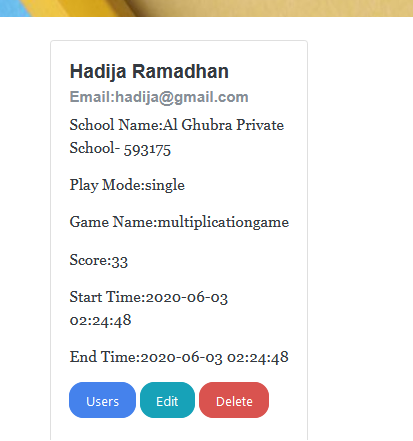 Hadija Ramadhan
Email:hadija@gmail.com
School Name:Al Ghubra Private
School- 593175
Play Mode:single
Game Name:multiplicationgame
Score:33
Start Time:2020-06-03
02:24:48
End Time:2020-06-03 02:24:48
Users Edit Delete